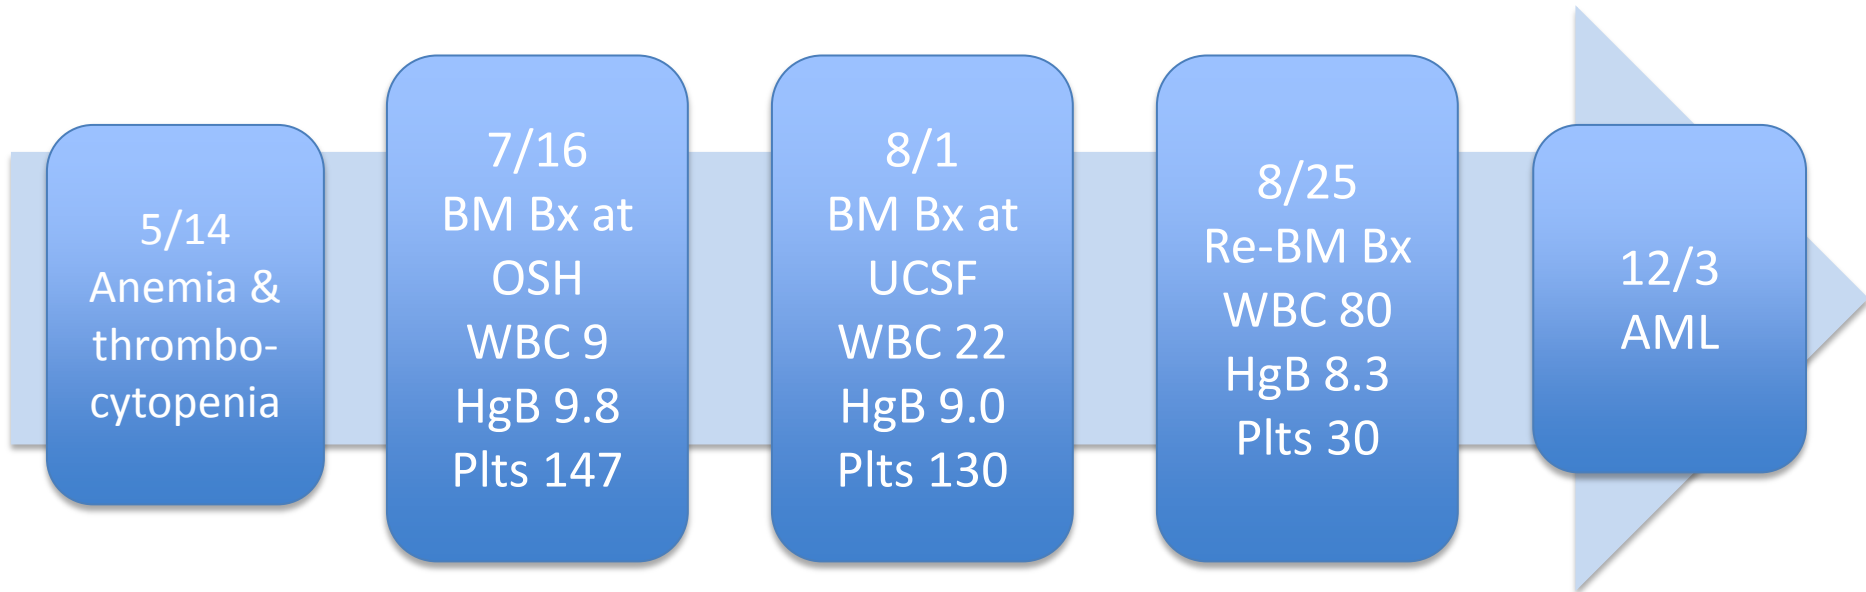 5/14
Anemia &
thrombo-
cytopenia
7/16
BM Bx at
OSH
WBC 9
HgB 9.8
Plts 147
8/1
BM Bx at
UCSF
WBC 22
HgB 9.0
Plts 130
8/25
Re-BM Bx
WBC 80
HgB 8.3
Plts 30
12/3
AML